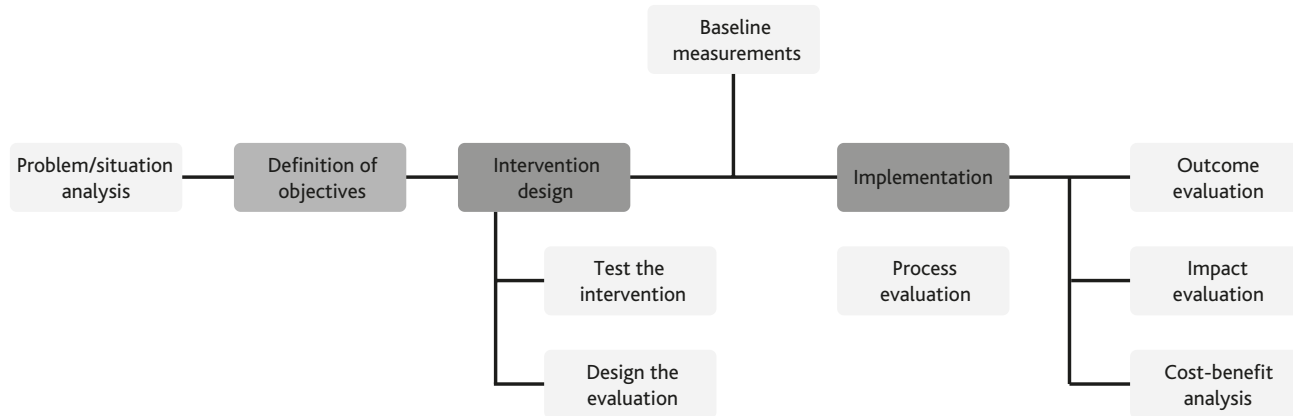 Baseline
measurements
Problem/situation
analysis
Definition of
objectives
Intervention
design
Implementation
Outcome
evaluation
Test the
intervention
Process
evaluation
Impact
evaluation
Design the
evaluation
Cost-benefit
analysis